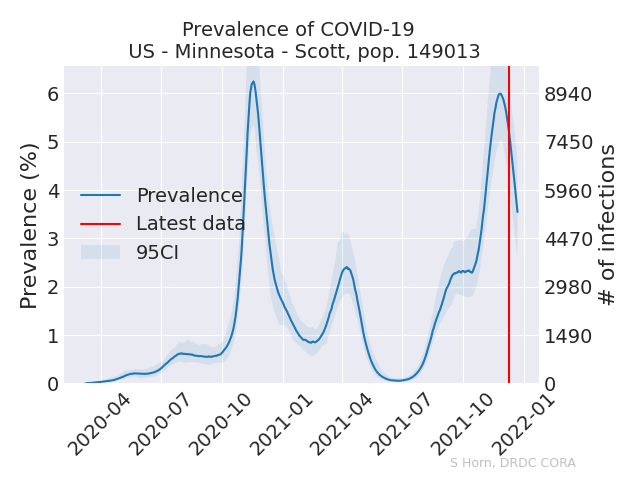 Prevalence of COVID-19
US - Minnesota - Scott, pop. 149013
Prevalence (%)
6
5
4
3
2
1
0
8940
7450
5960
4470
2980
1490
0
# of infections
Prevalence
Latest data
95CI
2020-04
2020-07
2020-10
2021-01
2021-04
2021-07
2021-10
2022-01
S Horn, DRDC CORA